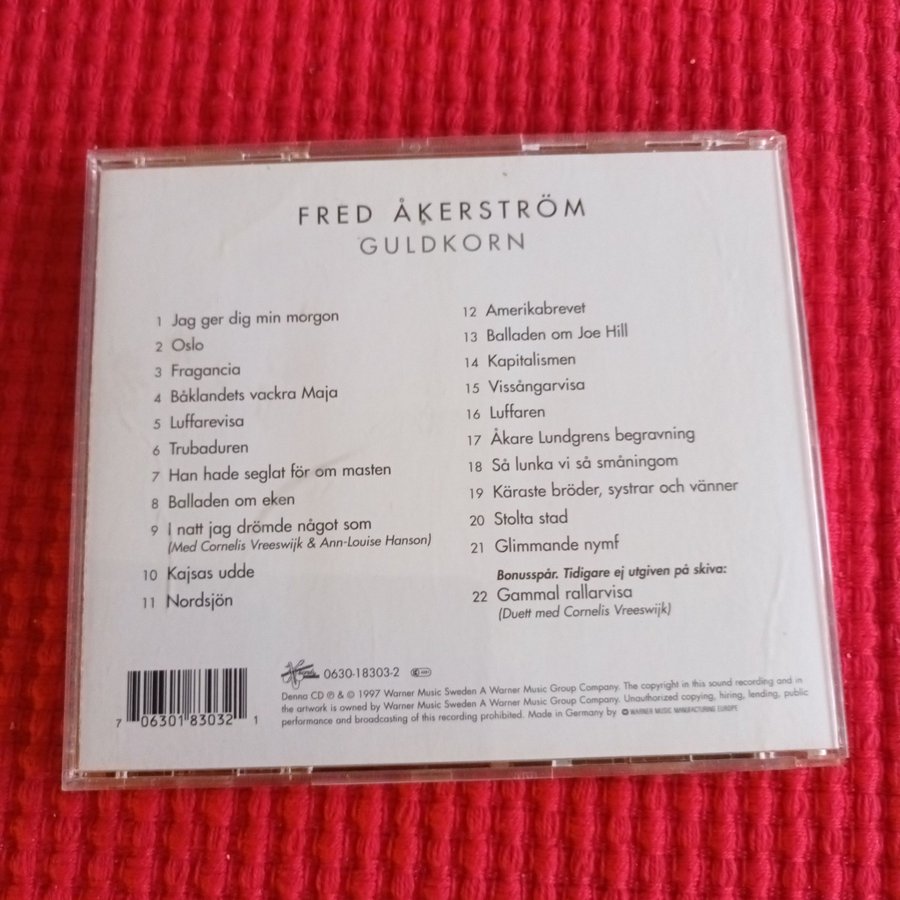 FRED ÅKERSTRÖM
GULDKORN
1 Jag ger dig min morgon
2 Oslo
3 Fragancia
4 Båklandets vackra Maja
5 Luffarevisa
6 Trubaduren
7 Han hade seglat för om masten
8 Balladen om eken
9 I natt jag drömde något som
(Med Cornelis Vreeswijk & Ann-Louise Hanson)
10 Kajsas udde
11 Nordsjön
12 Amerikabrevet
13 Balladen om Joe Hill
14 Kapitalismen
15 Vissångarvisa
16 Luffaren
17 Åkare Lundgrens begravning
18 Så lunka vi så småningom
19 Käraste bröder, systrar och vänner
20 Stolta stad
21 Glimmande nymf
Bonusspår. Tidigare ej utgiven på skiva:
22 Gammal rallarvisa
(Duett med Cornelis Vreeswijk)
7 06301 83032 1
0630-18303-2
Denna CD ℗ & © 1997 Warner Music Sweden A Warner Music Group Company. The copyright in this sound recording and in
the artwork is owned by Warner Music Sweden A Warner Music Group Company. Unauthorized copying, hiring, lending, public
performance and broadcasting of this recording prohibited. Made in Germany by WARNER MUSIC MANUFACTURING EUROPE